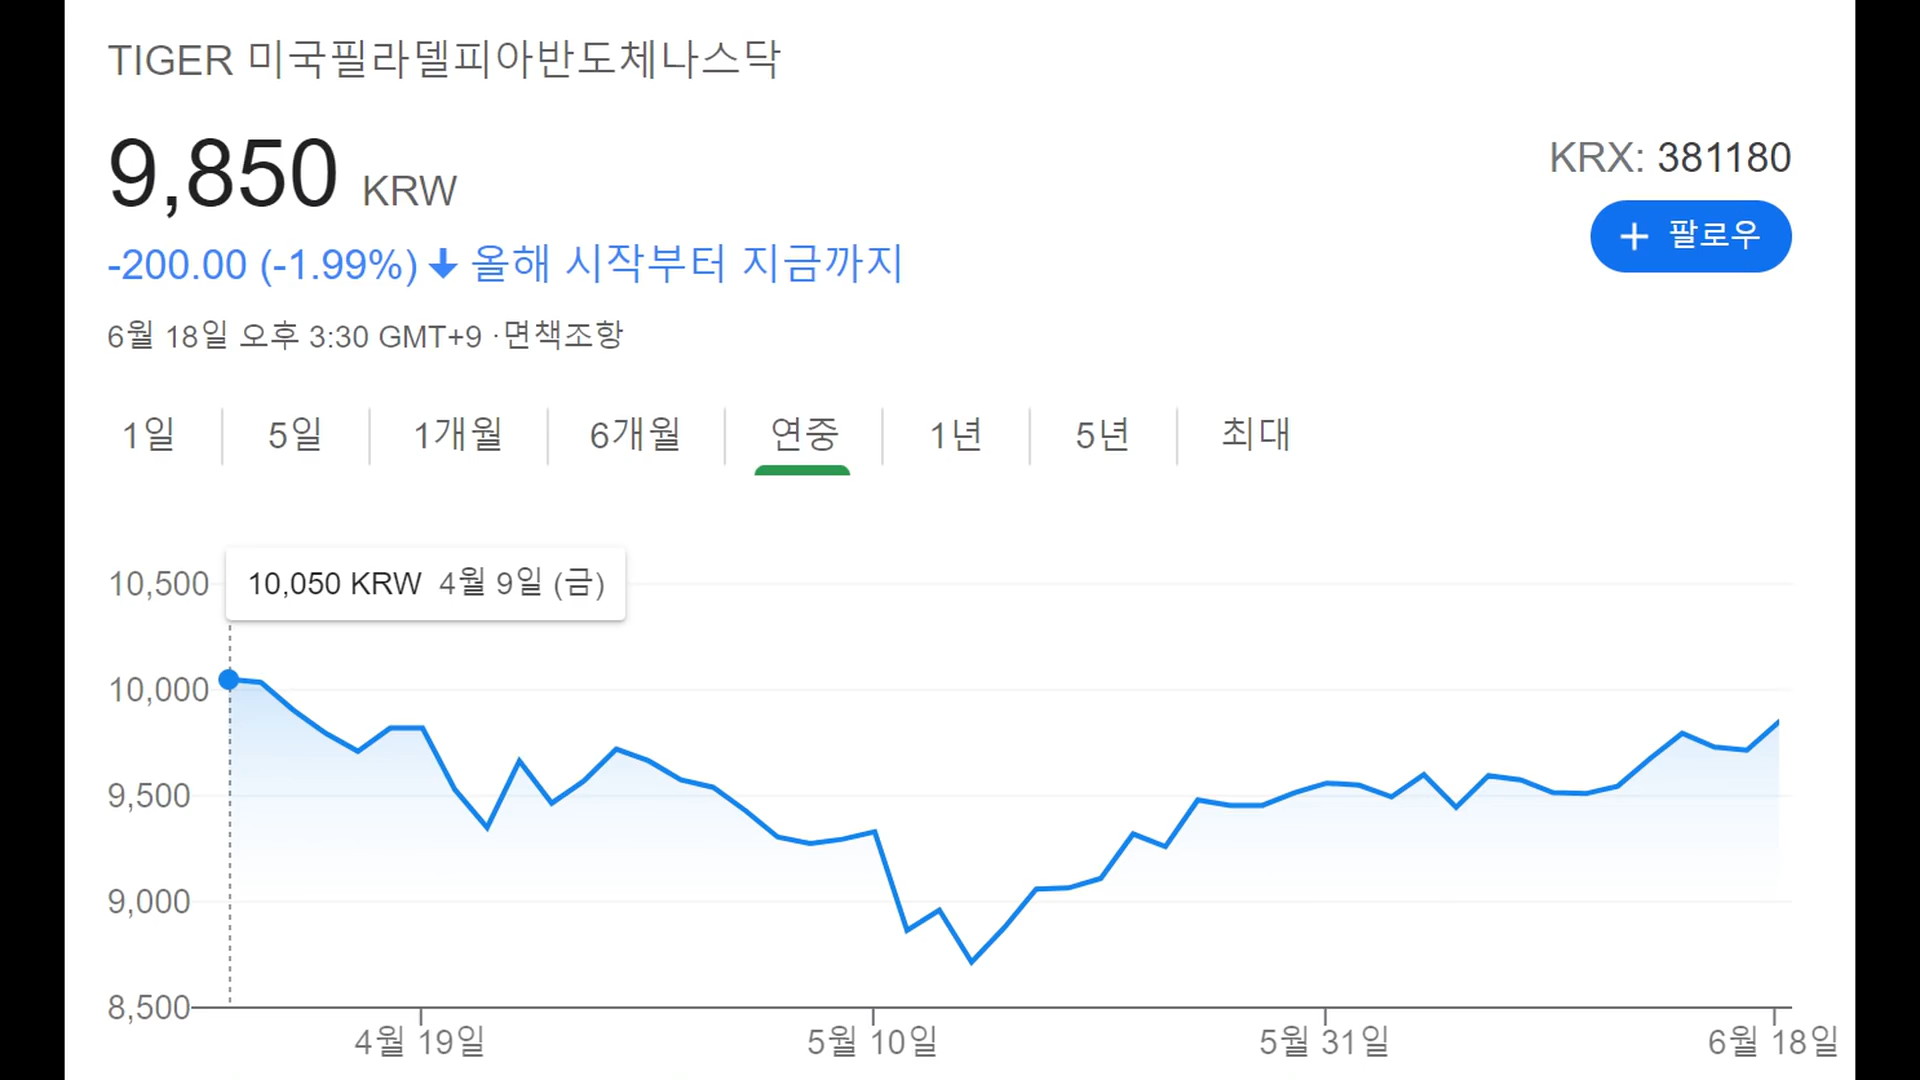 TIGER 미국필라델피아반도체나스닥
9,850 KRW
KRX: 381180
-200.00 (-1.99%) ↓ 올해 시작부터 지금까지
+ 팔로우
6월 18일 오후 3:30 GMT+9 · 면책조항
1일 5일 1개월 6개월 연중 1년 5년 최대
10,500
10,050 KRW 4월 9일 (금)
10,000
9,500
9,000
8,500
4월 19일 5월 10일 5월 31일 6월 18일